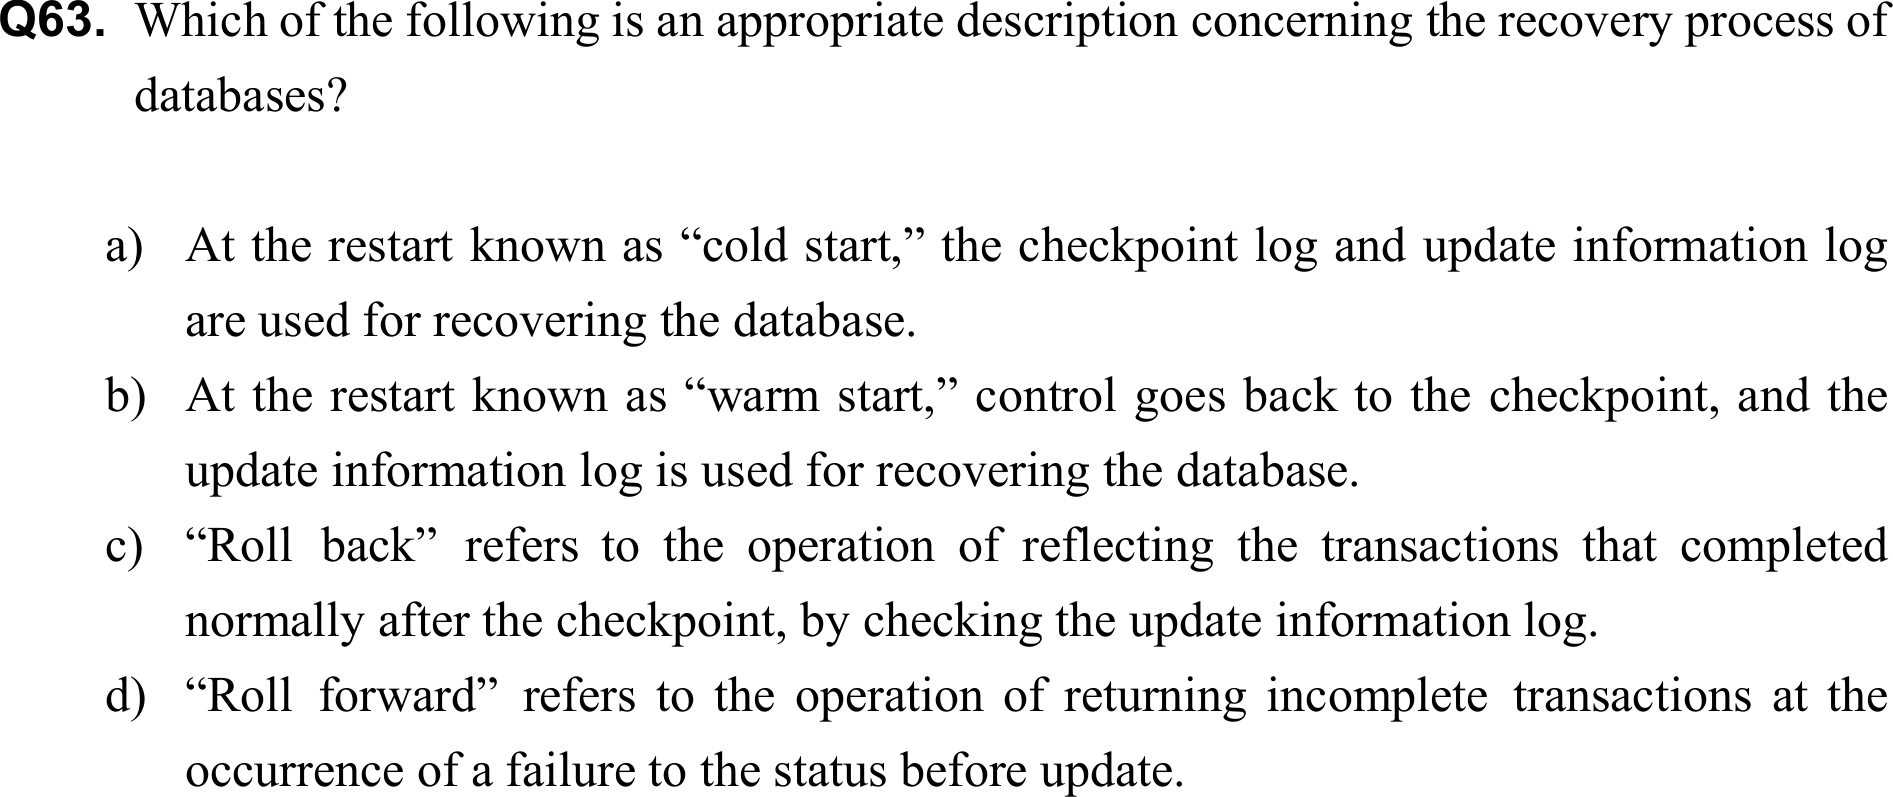 Q63. Which of the following is an appropriate description concerning the recovery process of
databases?
a) At the restart known as “cold start,” the checkpoint log and update information log
are used for recovering the database.
b) At the restart known as “warm start,” control goes back to the checkpoint, and the
update information log is used for recovering the database.
c) “Roll back” refers to the operation of reflecting the transactions that completed
normally after the checkpoint, by checking the update information log.
d) “Roll forward” refers to the operation of returning incomplete transactions at the
occurrence of a failure to the status before update.